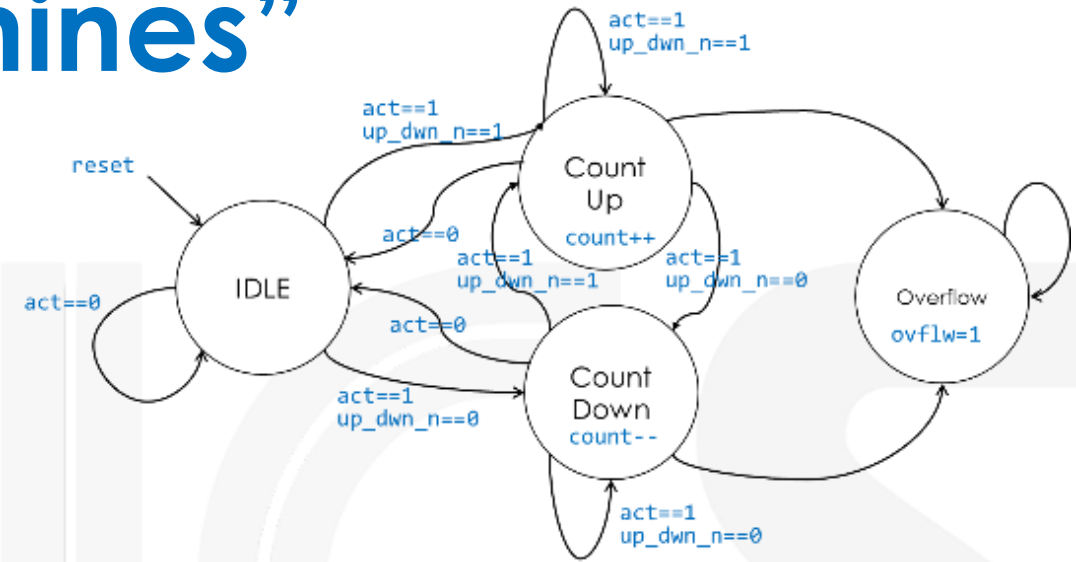 nines”
act==1
up_dwn_n==1
act==1
up_dwn_n==1
reset
Count
Up
count++
act==0
act==1
up_dwn_n==1
act==1
up_dwn_n==0
IDLE
act==0
Overflow
ovflw=1
act==0
Count
Down
count--
act==1
up_dwn_n==0
act==1
up_dwn_n==0